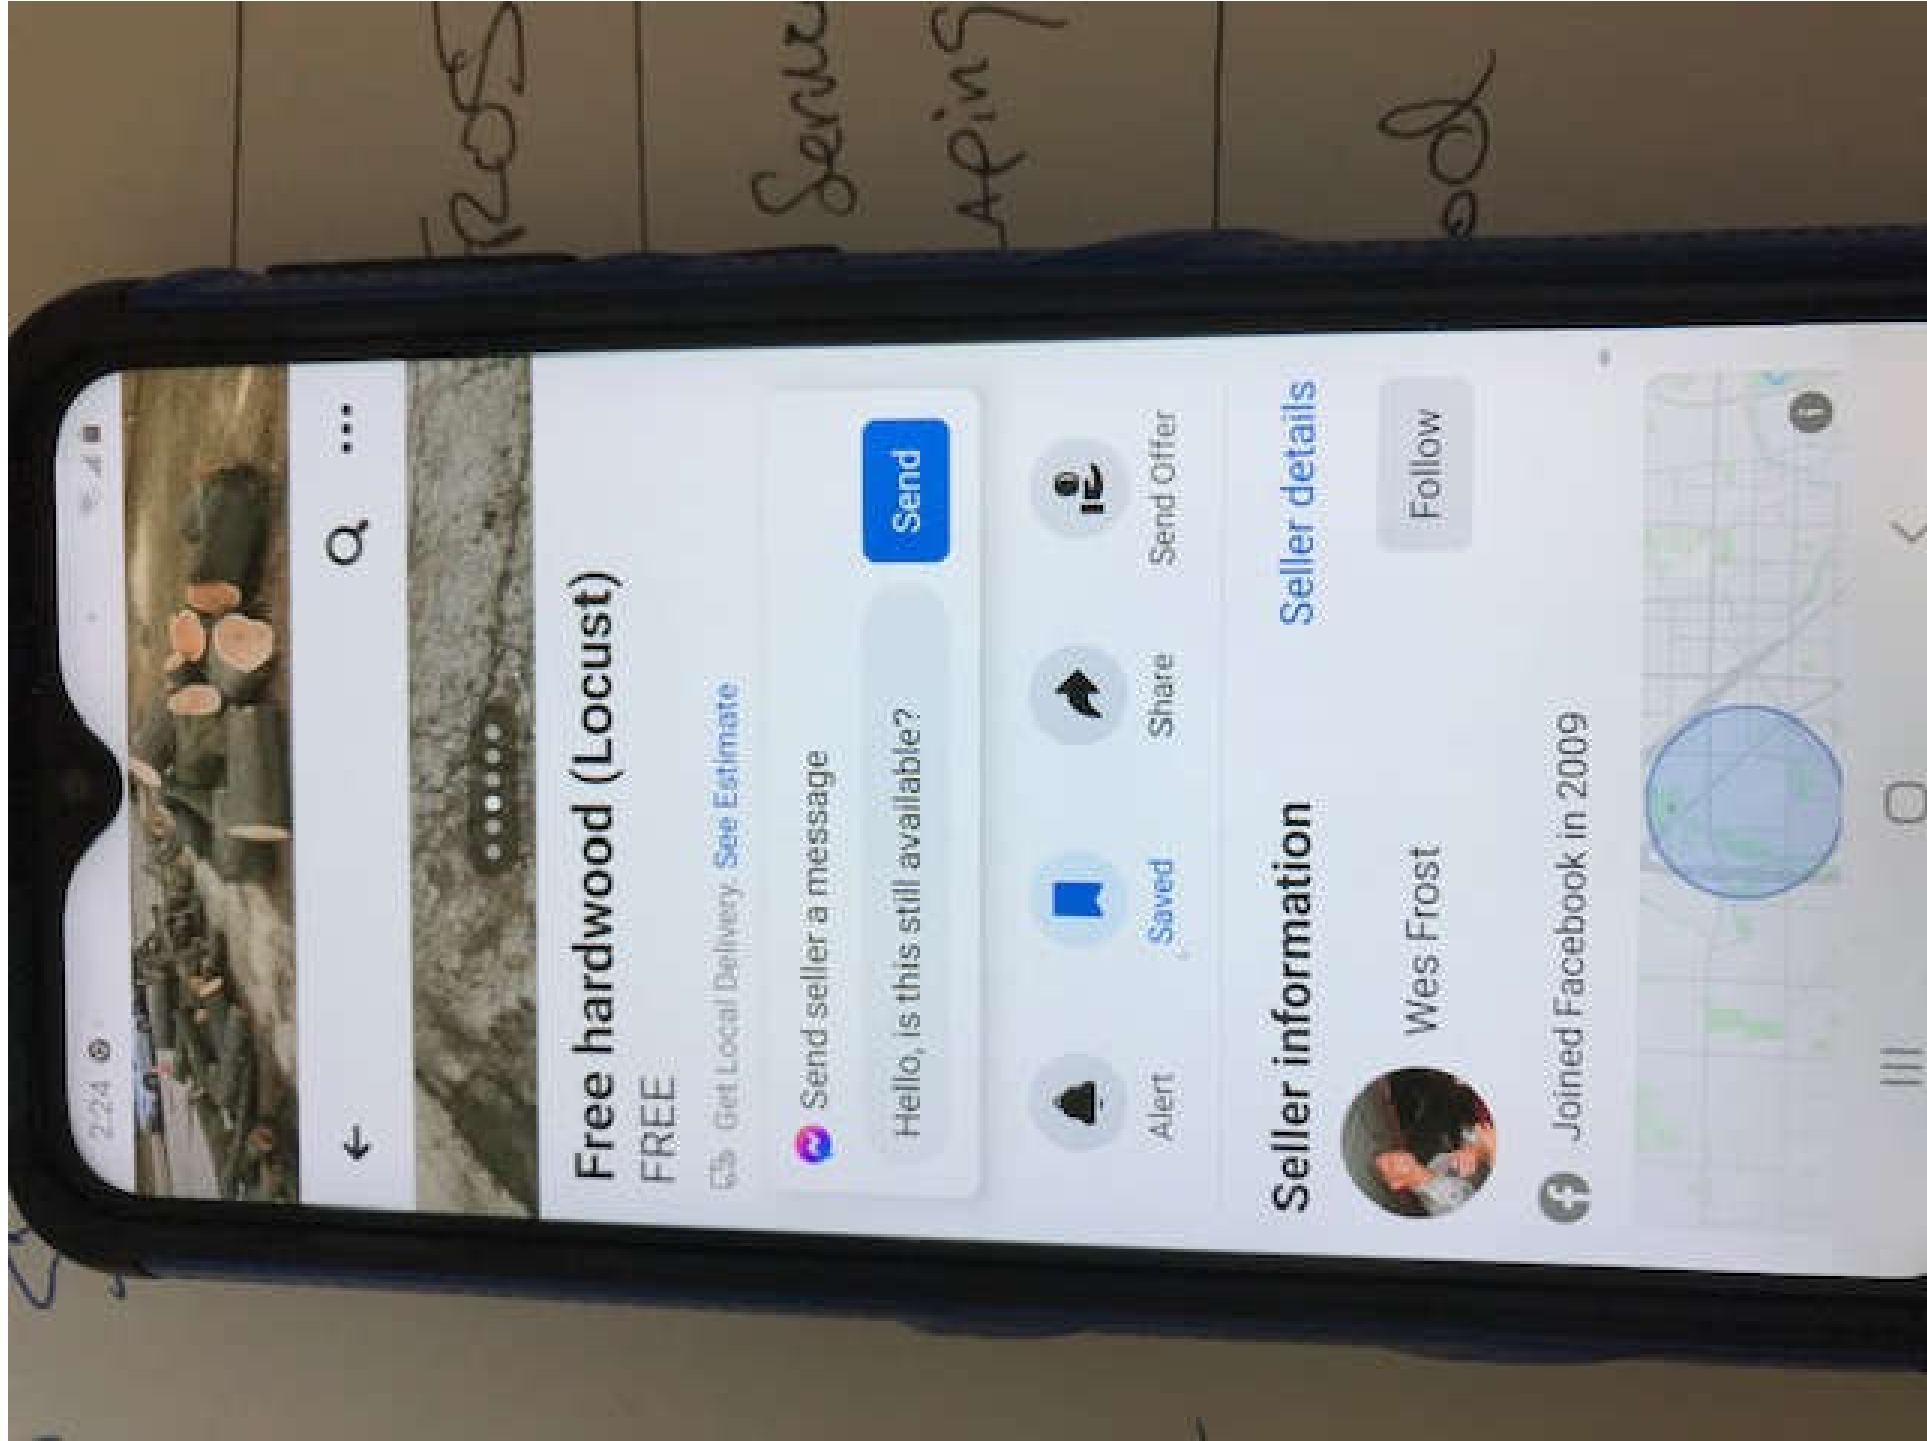 2:24
Free hardwood (Locust)
FREE
Get Local Delivery. See Estimate
Send seller a message
Hello, is this still available?
Send
Alert
Saved
Share
Send Offer
Seller information
Seller details
Wes Frost
Follow
Joined Facebook in 2009